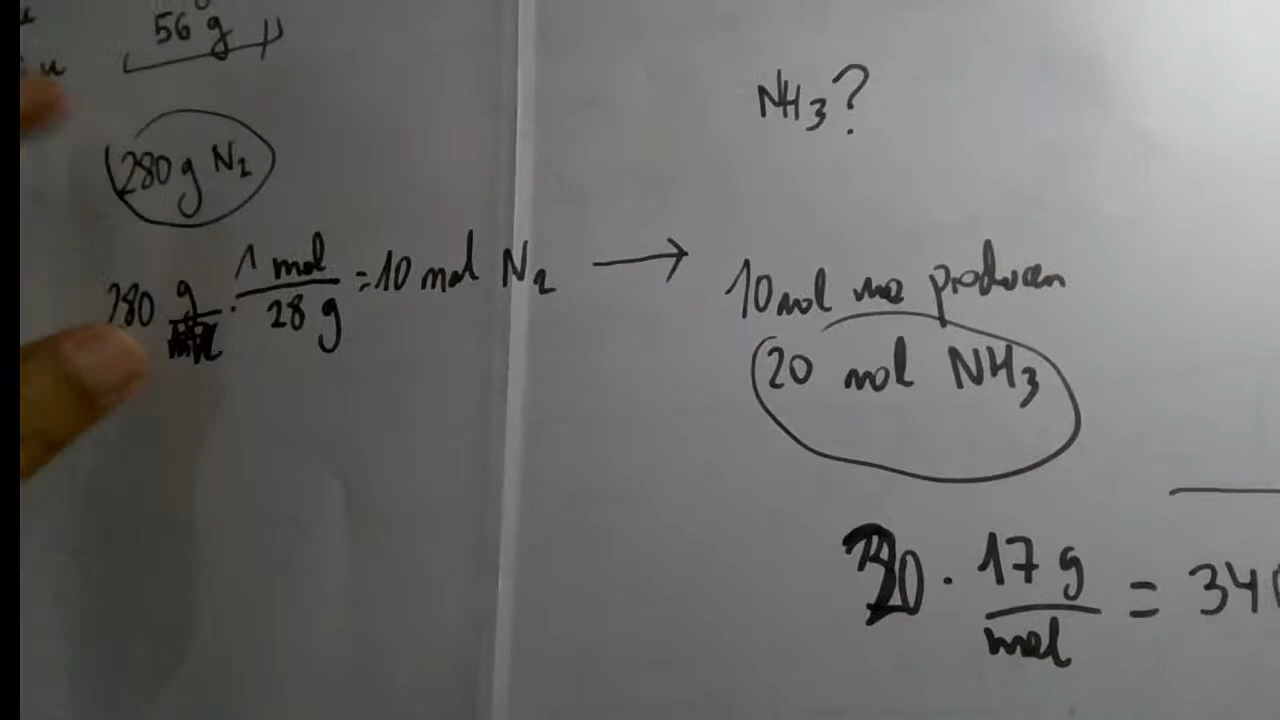 56 g
280 g N2
280 g · 1 mol / 28 g = 10 mol N2 →
NH3?
10 mol me producen
20 mol NH3
20 · 17 g / mol = 340